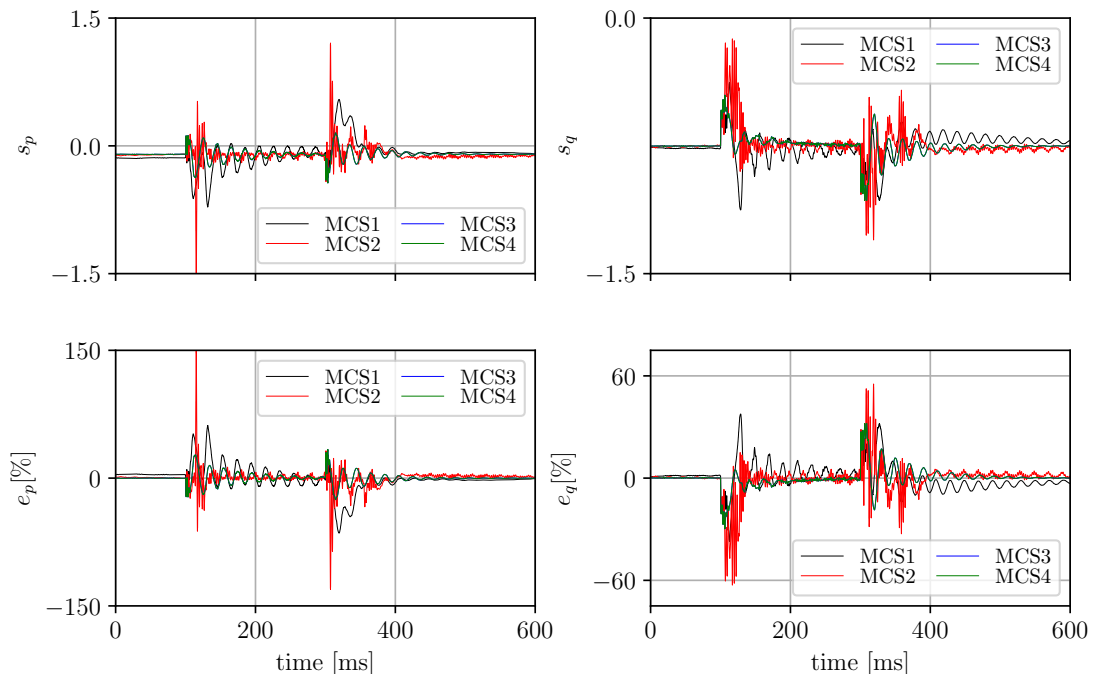 1.5
0.0
−1.5
s_p
MCS1 MCS3
MCS2 MCS4
0.0
−1.5
s_q
MCS1 MCS3
MCS2 MCS4
150
0
−150
e_p[%]
MCS1 MCS3
MCS2 MCS4
0 200 400 600
time [ms]
60
0
−60
e_q[%]
MCS1 MCS3
MCS2 MCS4
0 200 400 600
time [ms]